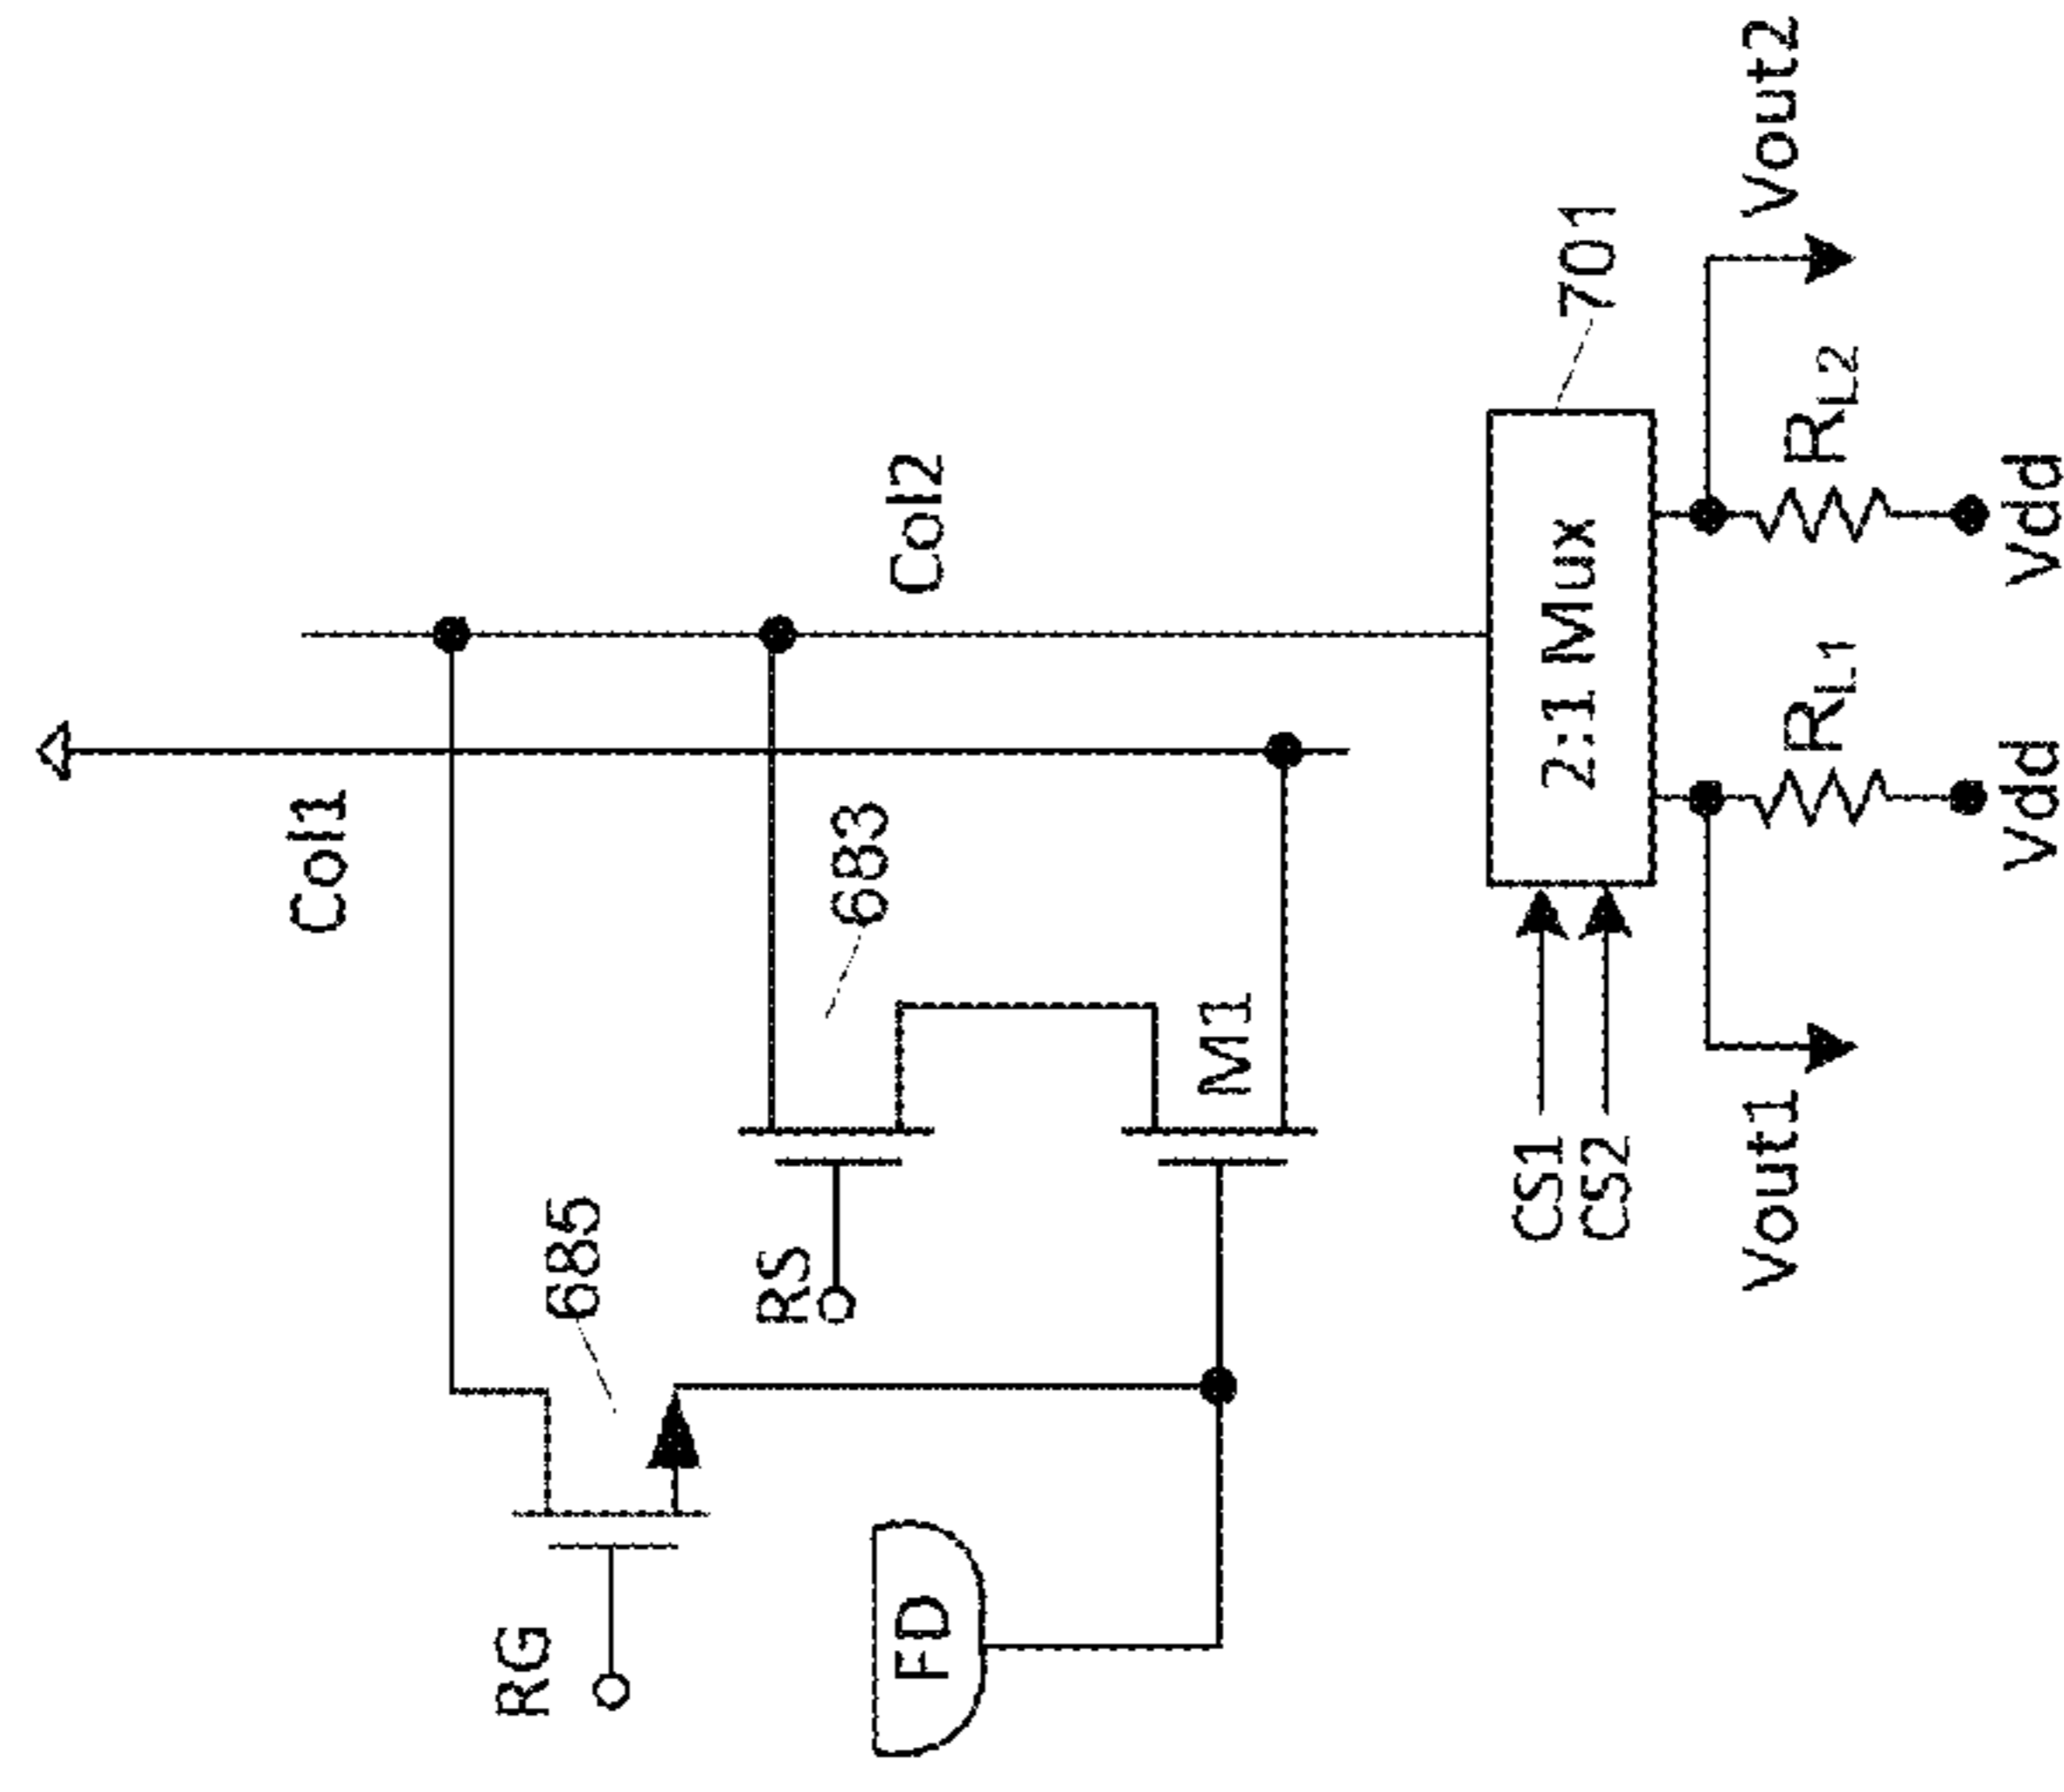 Col1
Col2
685
683
RG
RS
FD
M1
701
2:1 Mux
CS1
CS2
Vout1
Vout2
RL1
RL2
Vdd
Vdd